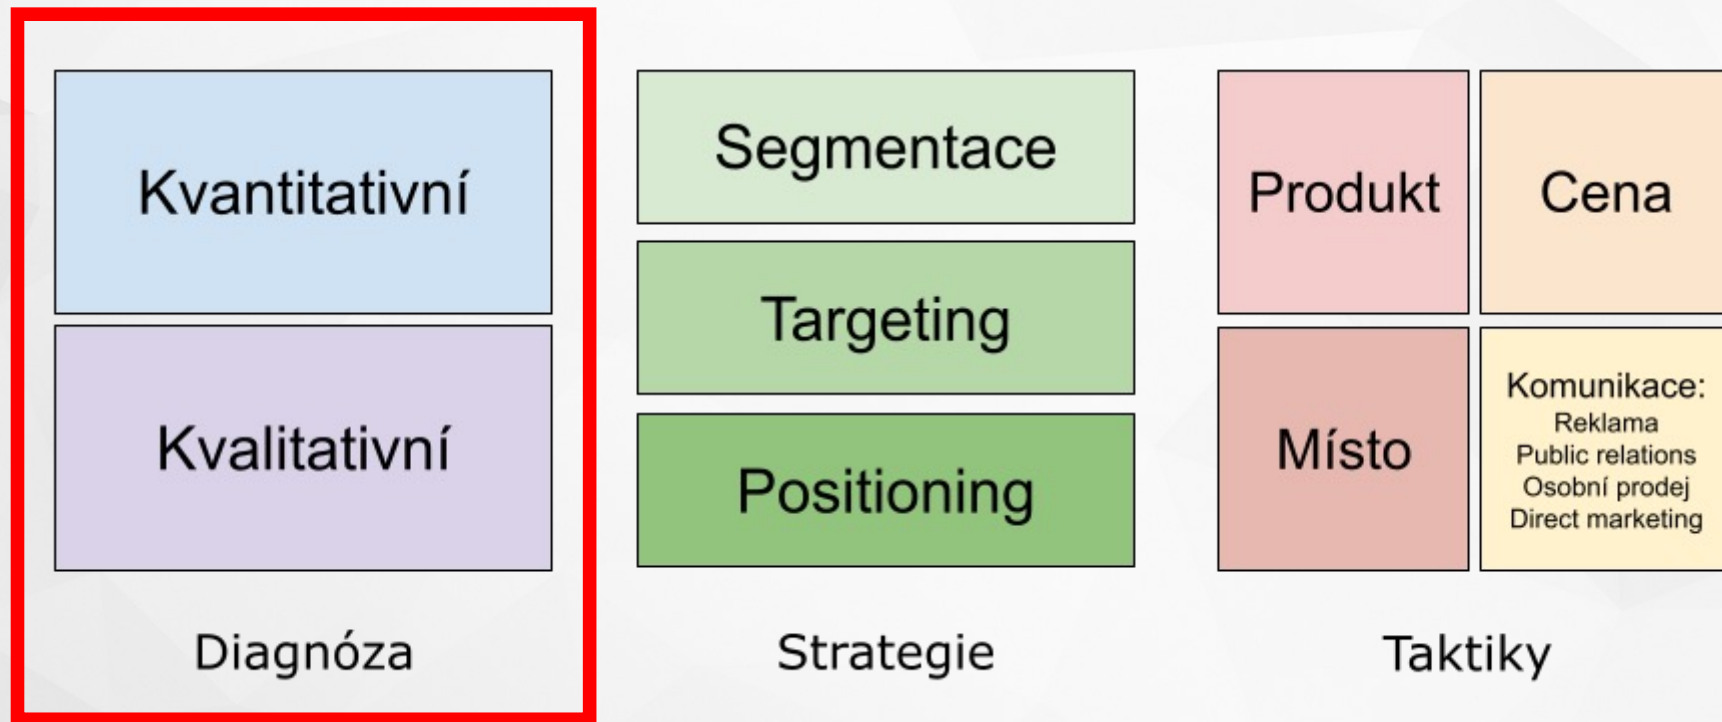 Kvantitativní
Kvalitativní
Diagnóza
Segmentace
Targeting
Positioning
Strategie
Produkt
Cena
Místo
Komunikace:
Reklama
Public relations
Osobní prodej
Direct marketing
Taktiky